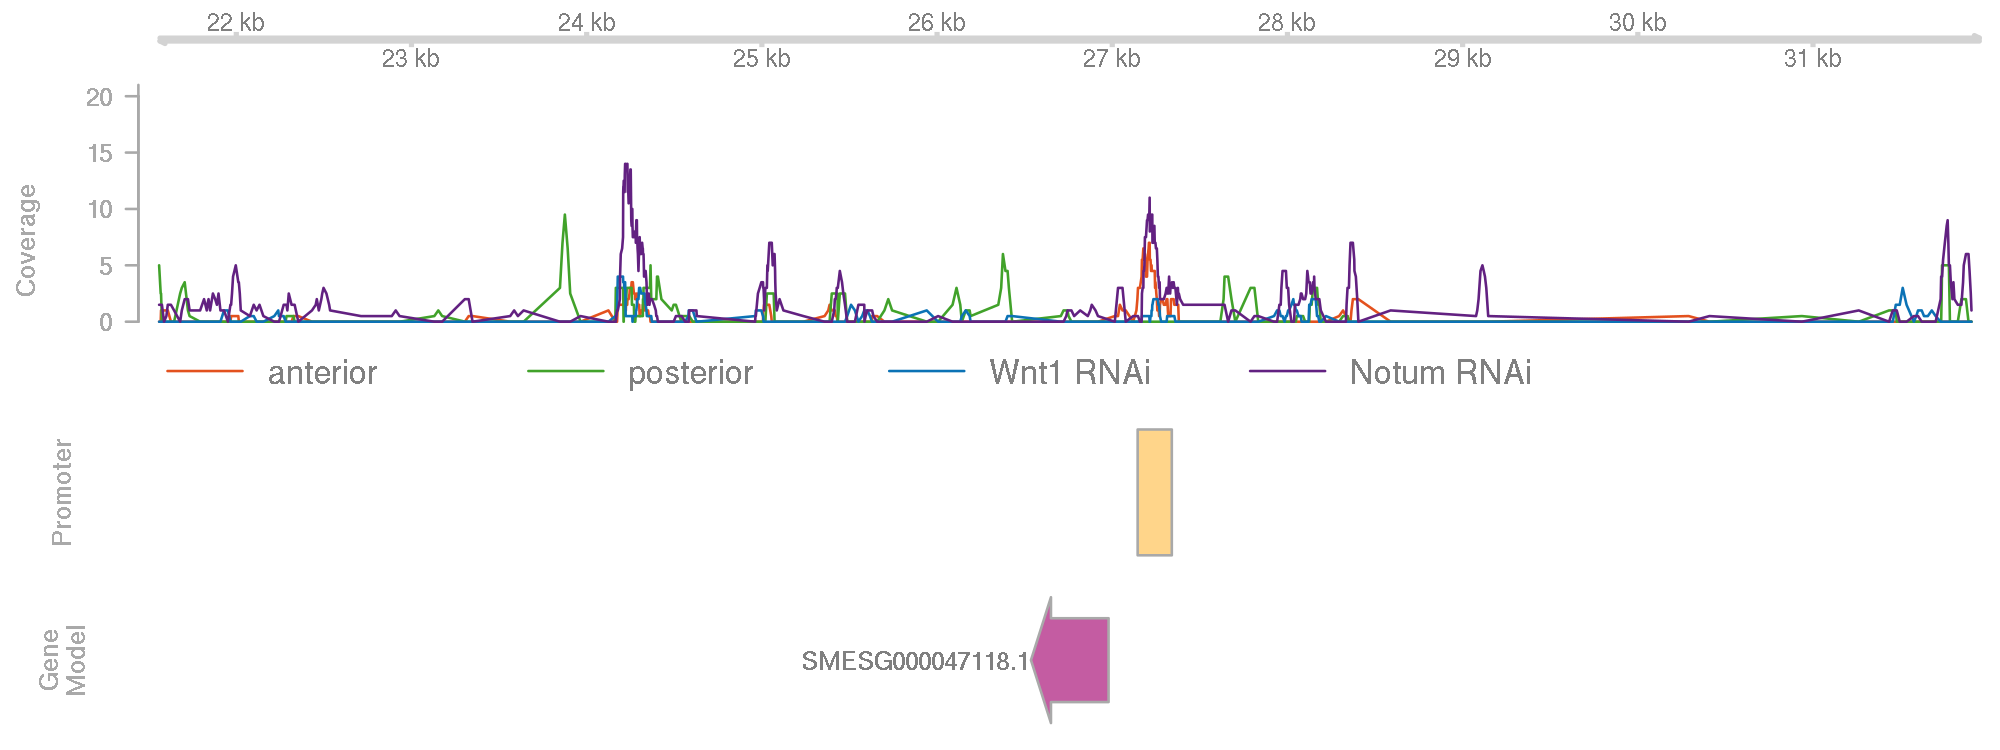 22 kb 24 kb 26 kb 28 kb 30 kb
23 kb 25 kb 27 kb 29 kb 31 kb
Coverage
20
15
10
5
0
anterior posterior Wnt1 RNAi Notum RNAi
Promoter
Gene
Model
SMESG000047118.1